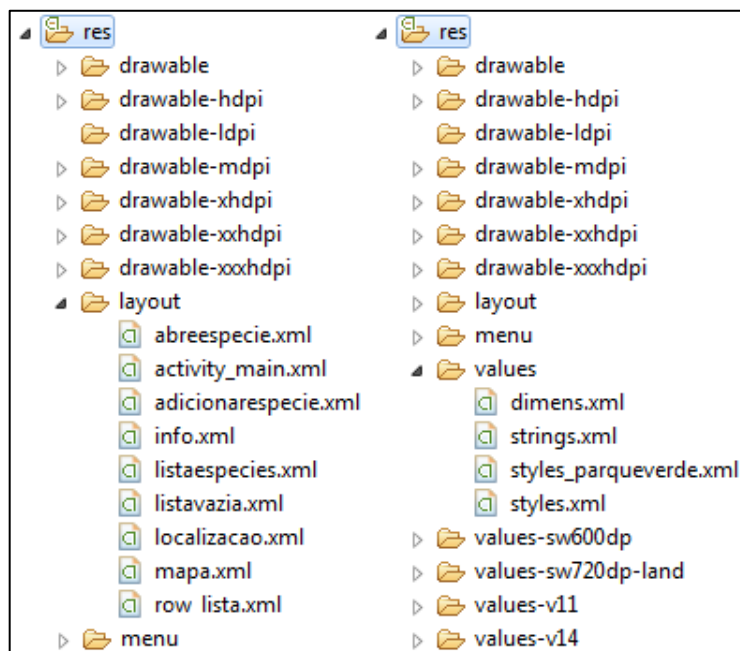 res
drawable
drawable-hdpi
drawable-ldpi
drawable-mdpi
drawable-xhdpi
drawable-xxhdpi
drawable-xxxhdpi
layout
abreespecie.xml
activity_main.xml
adicionarespecie.xml
info.xml
listaespecies.xml
listavazia.xml
localizacao.xml
mapa.xml
row_lista.xml
menu
res
drawable
drawable-hdpi
drawable-ldpi
drawable-mdpi
drawable-xhdpi
drawable-xxhdpi
drawable-xxxhdpi
layout
menu
values
dimens.xml
strings.xml
styles_parqueverde.xml
styles.xml
values-sw600dp
values-sw720dp-land
values-v11
values-v14